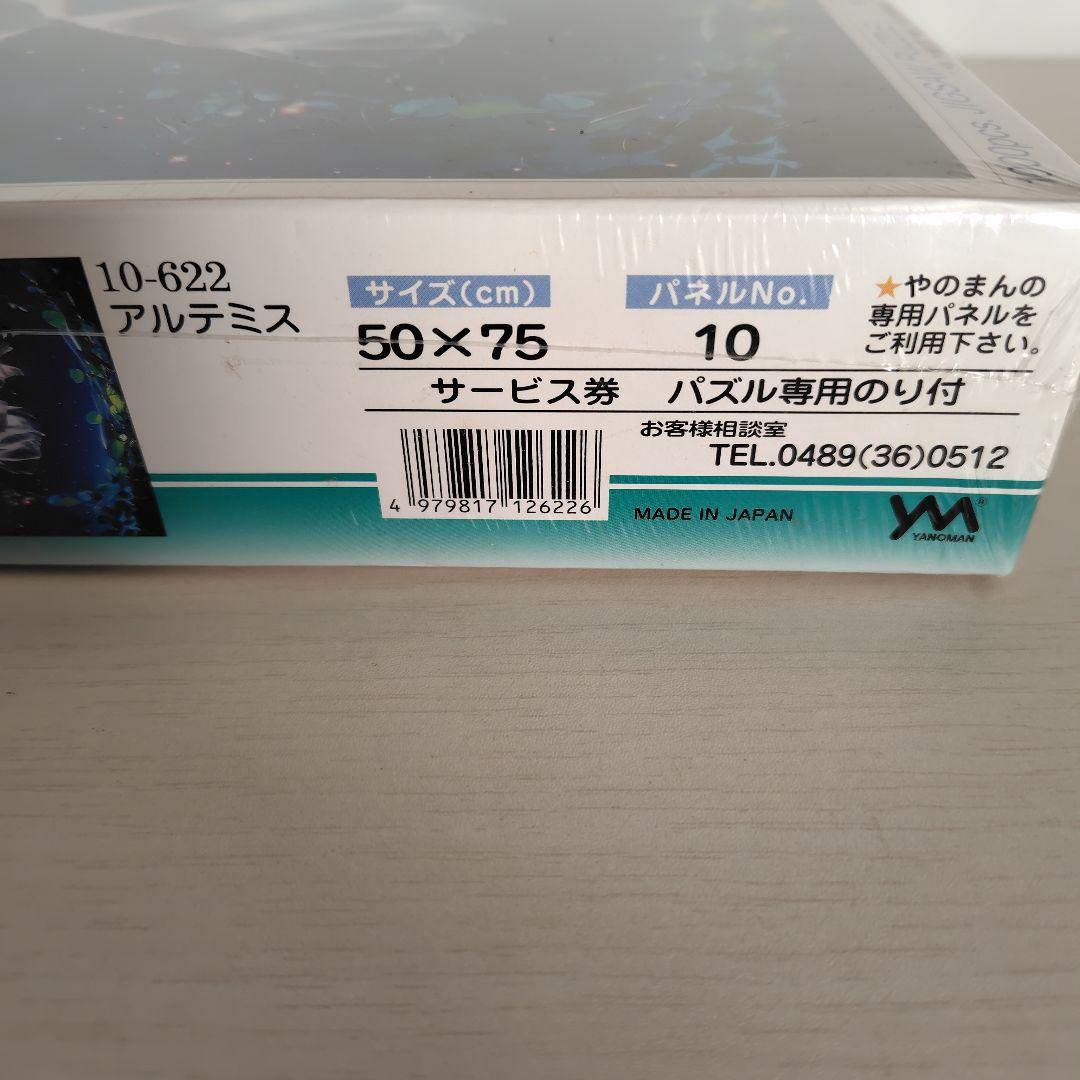 10-622
アルテミス
サイズ(cm)
50×75
パネルNo.
10
★やのまんの
専用パネルを
ご利用下さい。
サービス券 パズル専用のり付
お客様相談室
TEL.0489(36)0512
4 979817 126226
MADE IN JAPAN
YM®
YANOMAN